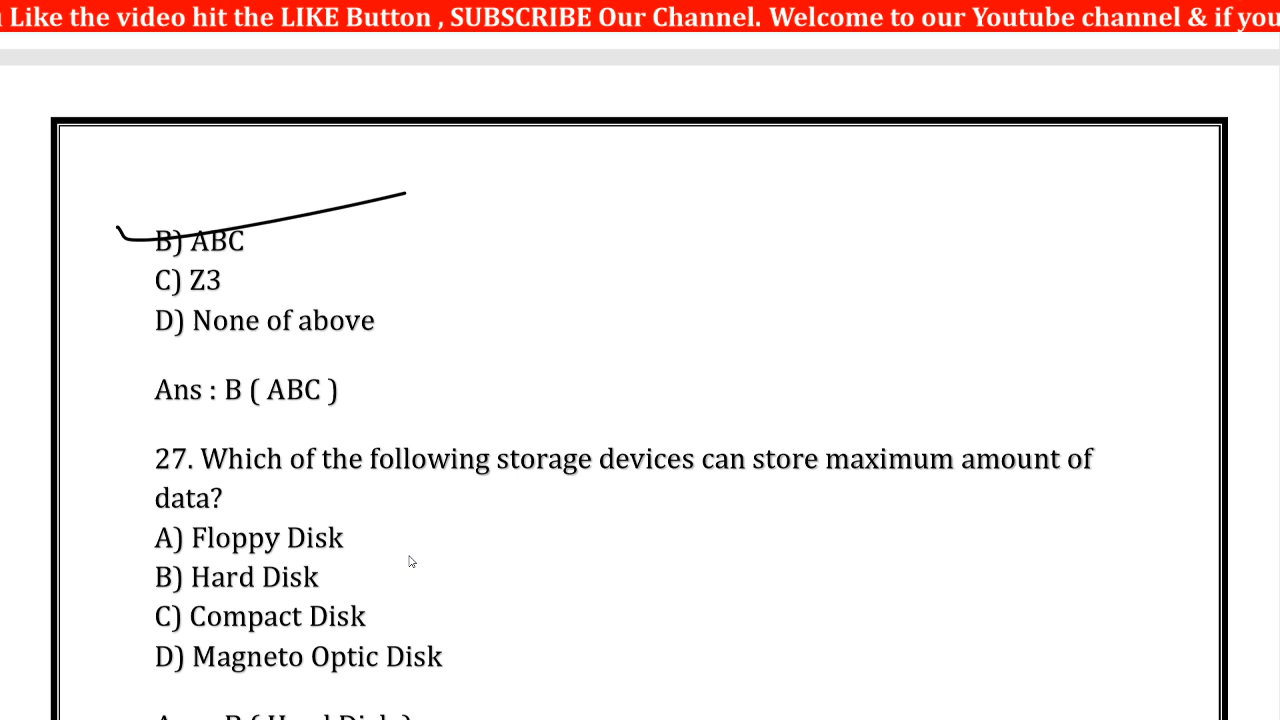 Like the video hit the LIKE Button , SUBSCRIBE Our Channel. Welcome to our Youtube channel & if you
B) ABC
C) Z3
D) None of above
Ans : B ( ABC )
27. Which of the following storage devices can store maximum amount of
data?
A) Floppy Disk
B) Hard Disk
C) Compact Disk
D) Magneto Optic Disk
B ( Hard Disk )